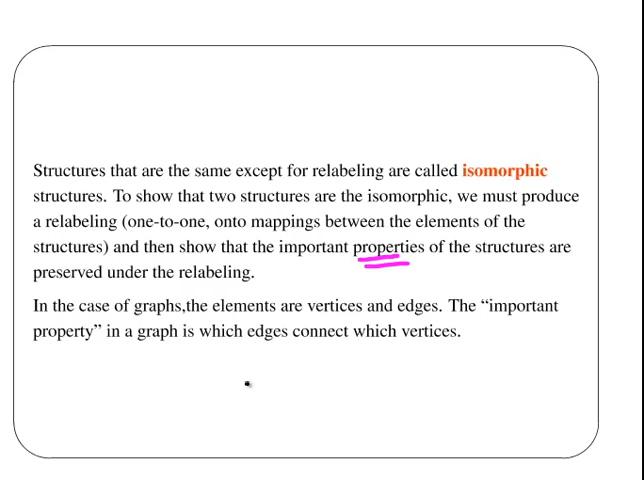 Structures that are the same except for relabeling are called isomorphic
structures. To show that two structures are the isomorphic, we must produce
a relabeling (one-to-one, onto mappings between the elements of the
structures) and then show that the important properties of the structures are
preserved under the relabeling.
In the case of graphs,the elements are vertices and edges. The “important
property” in a graph is which edges connect which vertices.